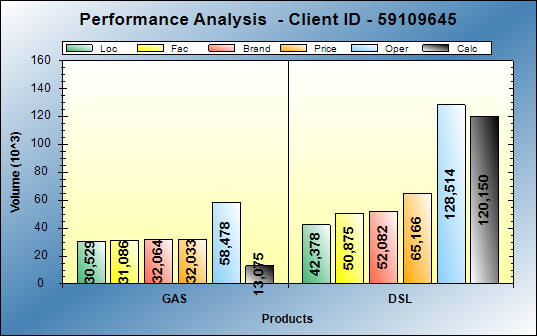 Performance Analysis - Client ID - 59109645
Loc Fac Brand Price Oper Calc
Volume (10^3)
160
140
120
100
80
60
40
20
0
30,529 31,086 32,064 32,033 58,478 13,075 42,378 50,875 52,082 65,166 128,514 120,150
GAS DSL
Products